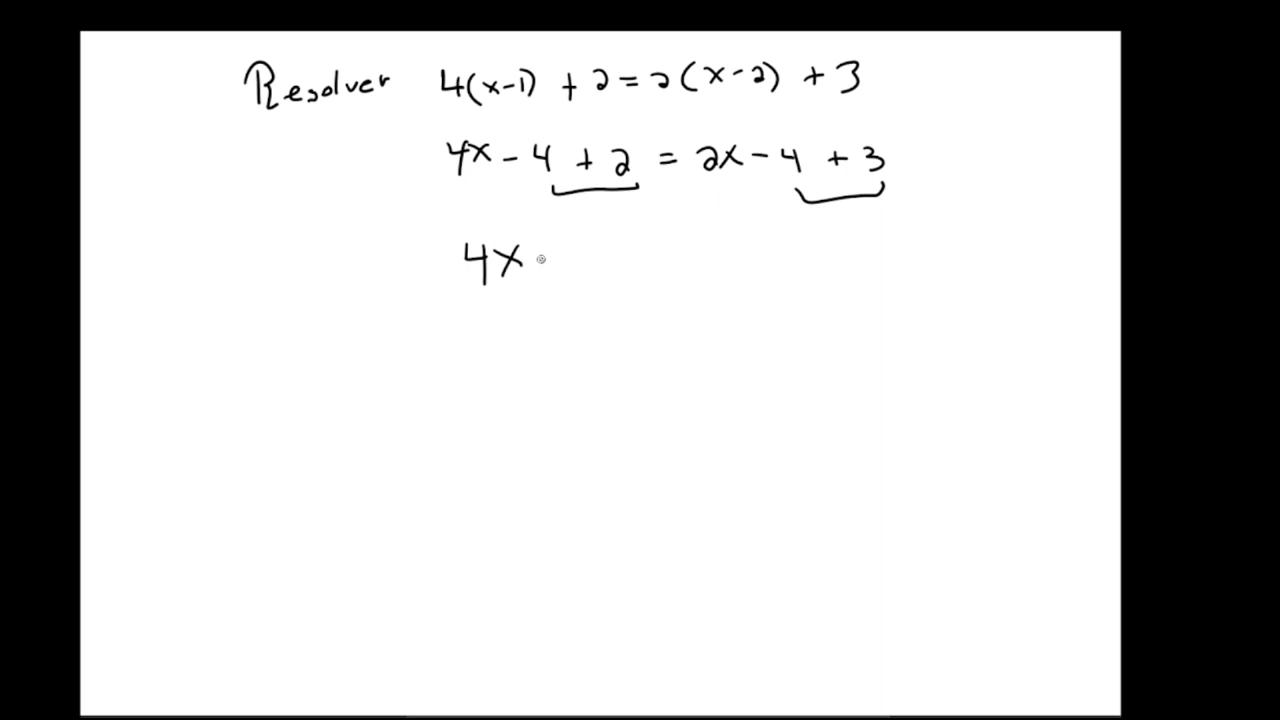 Resolver 4(x-1) + 2 = 2(x-2) + 3
4x - 4 + 2 = 2x - 4 + 3
4x